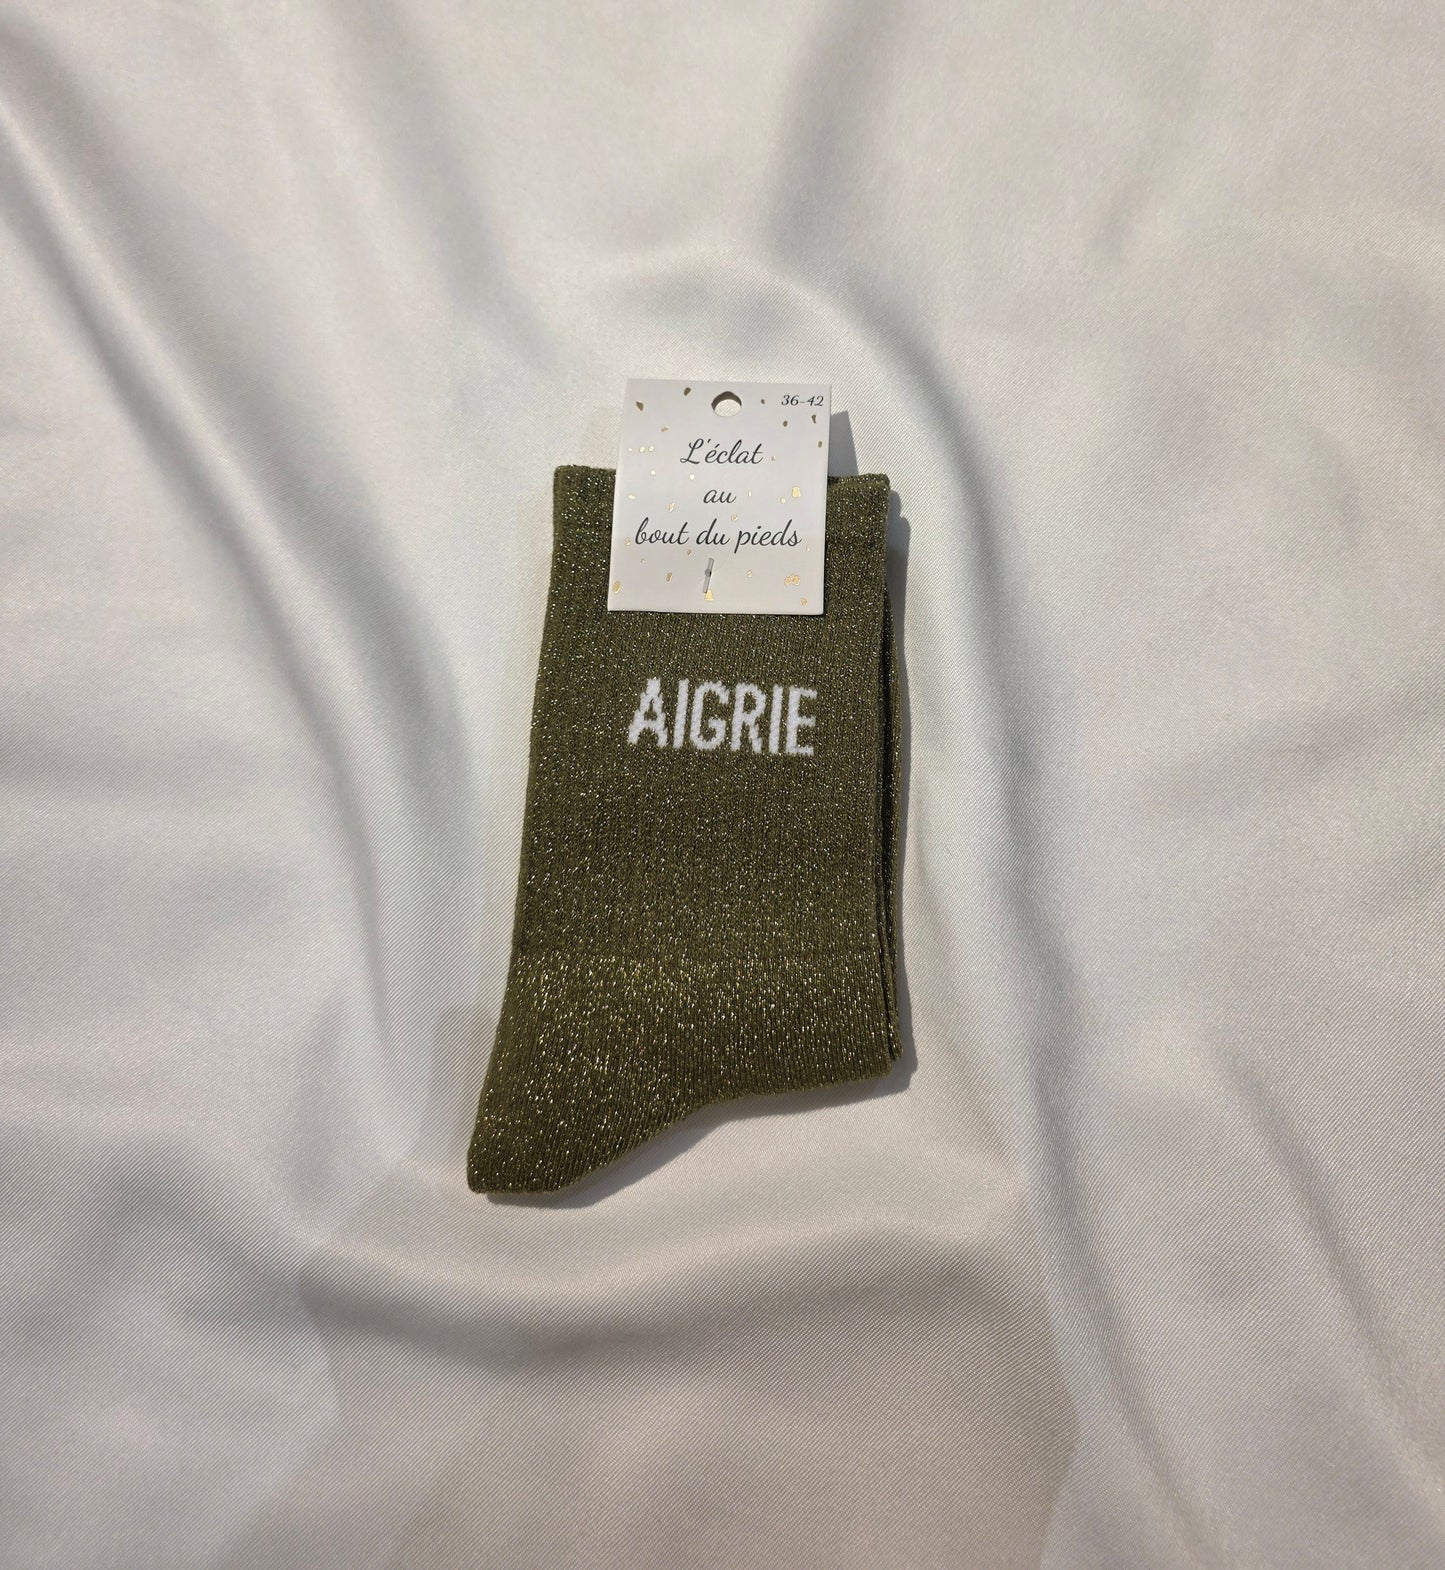 36-42
L'éclat
au
bout du pieds
AIGRIE